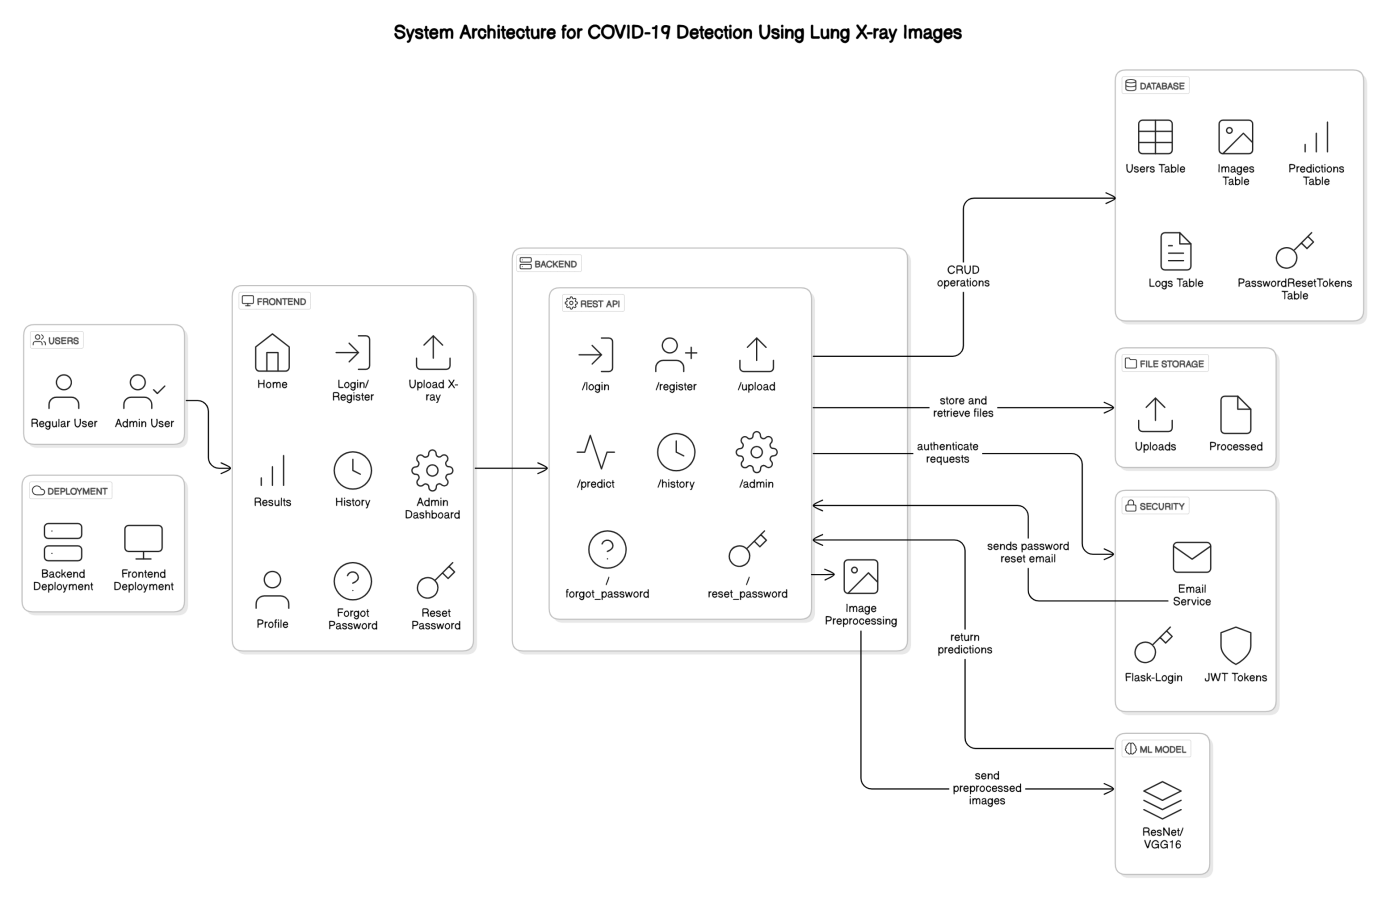 System Architecture for COVID-19 Detection Using Lung X-ray Images
USERS
Regular User
Admin User
DEPLOYMENT
Backend
Deployment
Frontend
Deployment
FRONTEND
Home
Login/
Register
Upload X-
ray
Results
History
Admin
Dashboard
Profile
Forgot
Password
Reset
Password
BACKEND
REST API
/login
/register
/upload
/predict
/history
/admin
/
forgot_password
/
reset_password
Image
Preprocessing
CRUD
operations
store and
retrieve files
authenticate
requests
sends password
reset email
return
predictions
send
preprocessed
images
DATABASE
Users Table
Images
Table
Predictions
Table
Logs Table
PasswordResetTokens
Table
FILE STORAGE
Uploads
Processed
SECURITY
Email
Service
Flask-Login
JWT Tokens
ML MODEL
ResNet/
VGG16